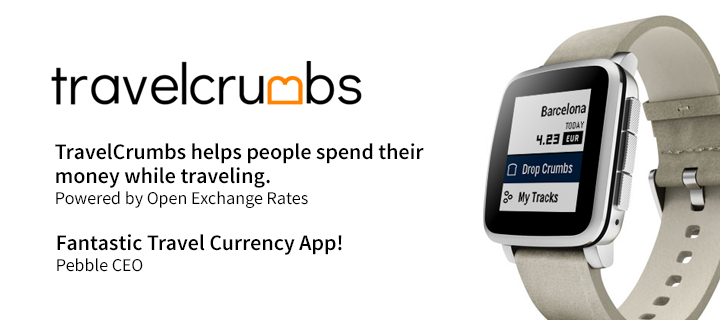 travelcrumbs
TravelCrumbs helps people spend their
money while traveling.
Powered by Open Exchange Rates
Fantastic Travel Currency App!
Pebble CEO
Barcelona
TODAY
4.23 EUR
Drop Crumbs
My Tracks